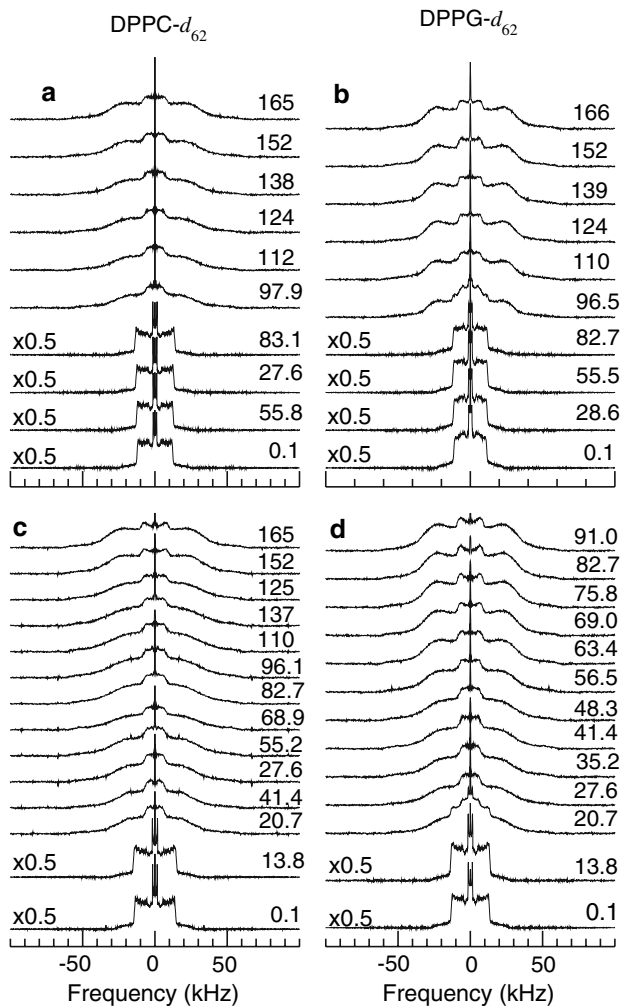 DPPC-d62
DPPG-d62
a
165
152
138
124
112
97.9
x0.5 83.1
x0.5 27.6
x0.5 55.8
x0.5 0.1
b
166
152
139
124
110
96.5
x0.5 82.7
x0.5 55.5
x0.5 28.6
x0.5 0.1
c
165
152
125
137
110
96.1
82.7
68.9
55.2
27.6
41.4
20.7
x0.5 13.8
x0.5 0.1
-50 0 50
Frequency (kHz)
d
91.0
82.7
75.8
69.0
63.4
56.5
48.3
41.4
35.2
27.6
20.7
x0.5 13.8
x0.5 0.1
-50 0 50
Frequency (kHz)